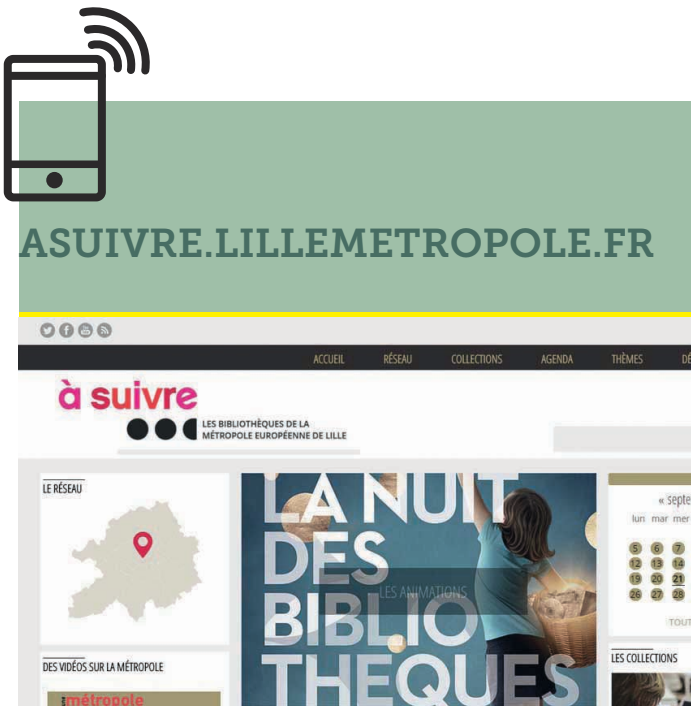 ASUIVRE.LILLEMETROPOLE.FR
ACCUEIL RÉSEAU COLLECTIONS AGENDA THÈMES DÉ
à suivre
LES BIBLIOTHÈQUES DE LA
MÉTROPOLE EUROPÉENNE DE LILLE
LE RÉSEAU
DES VIDÉOS SUR LA MÉTROPOLE
métropole
LA NUIT
DES
BIBLIO
THEQUES
LES ANIMATIONS
« septe
lun mar mer
5 6 7
12 13 14
19 20 21
26 27 28
TOUT
LES COLLECTIONS